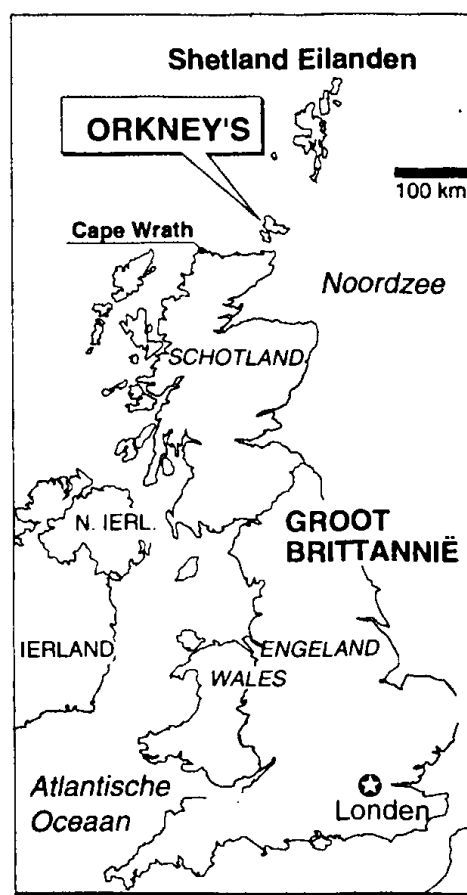 Shetland Eilanden
ORKNEY'S
100 km
Cape Wrath
Noordzee
SCHOTLAND
N. IERL.
GROOT
BRITTANNIË
IERLAND
ENGELAND
WALES
Atlantische
Oceaan
Londen